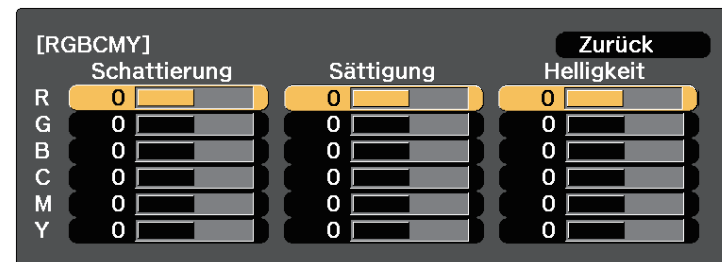 [RGBCMY] Zurück
Schattierung Sättigung Helligkeit
R 0 0 0
G 0 0 0
B 0 0 0
C 0 0 0
M 0 0 0
Y 0 0 0